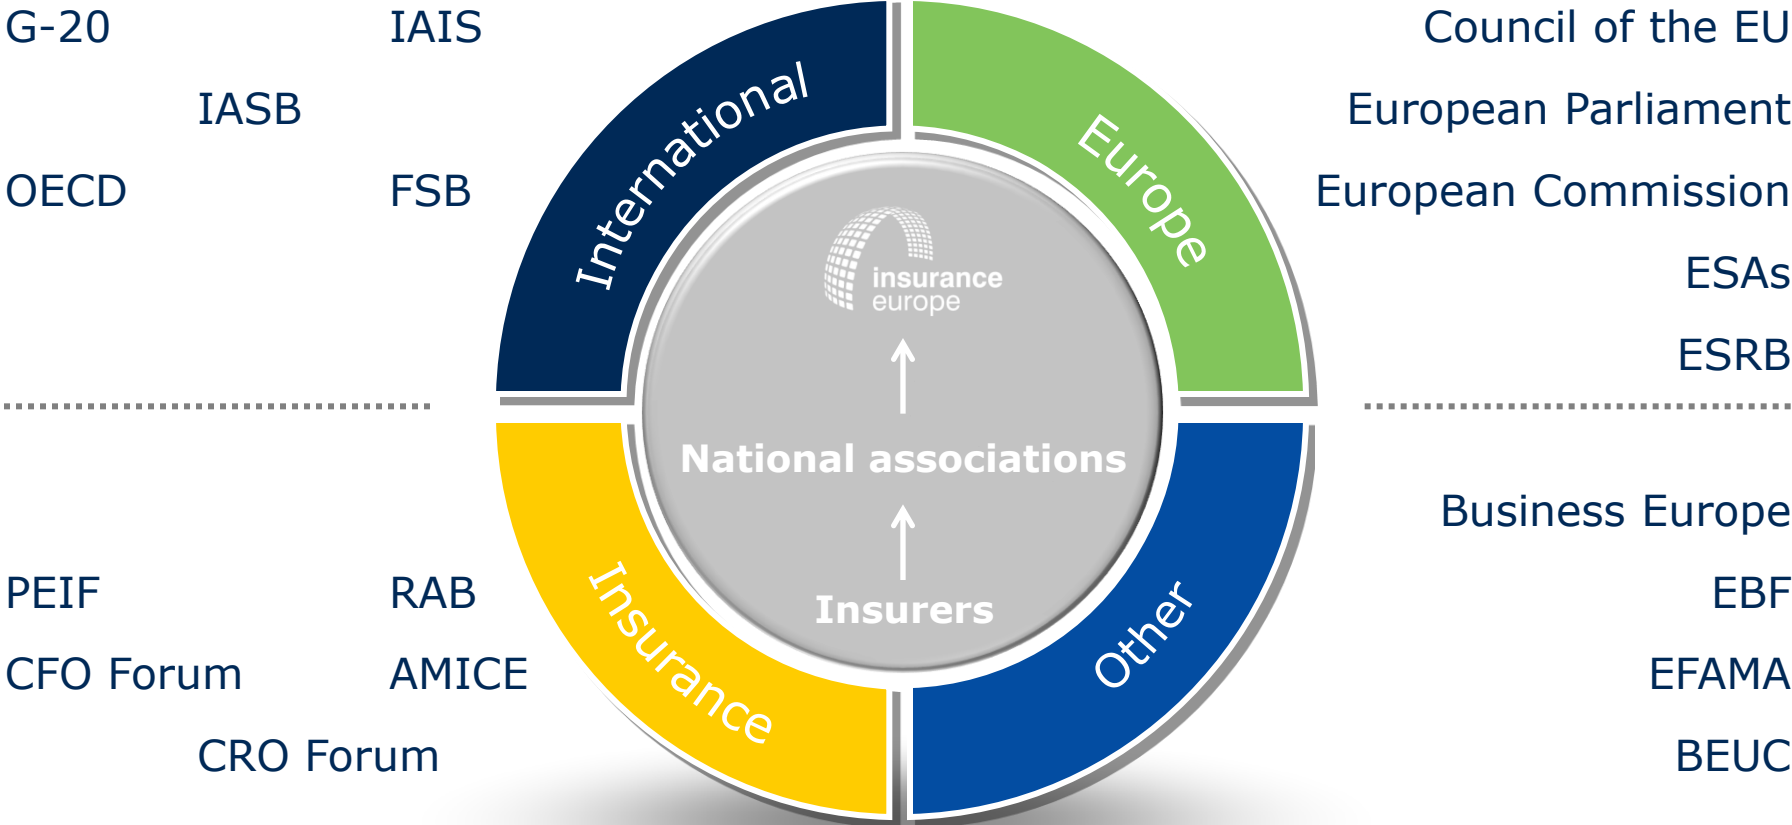 G-20 IAIS
IASB
OECD FSB
International
Europe
Council of the EU
European Parliament
European Commission
ESAs
ESRB
insurance
europe
National associations
Insurers
PEIF RAB
CFO Forum AMICE
CRO Forum
Insurance
Other
Business Europe
EBF
EFAMA
BEUC